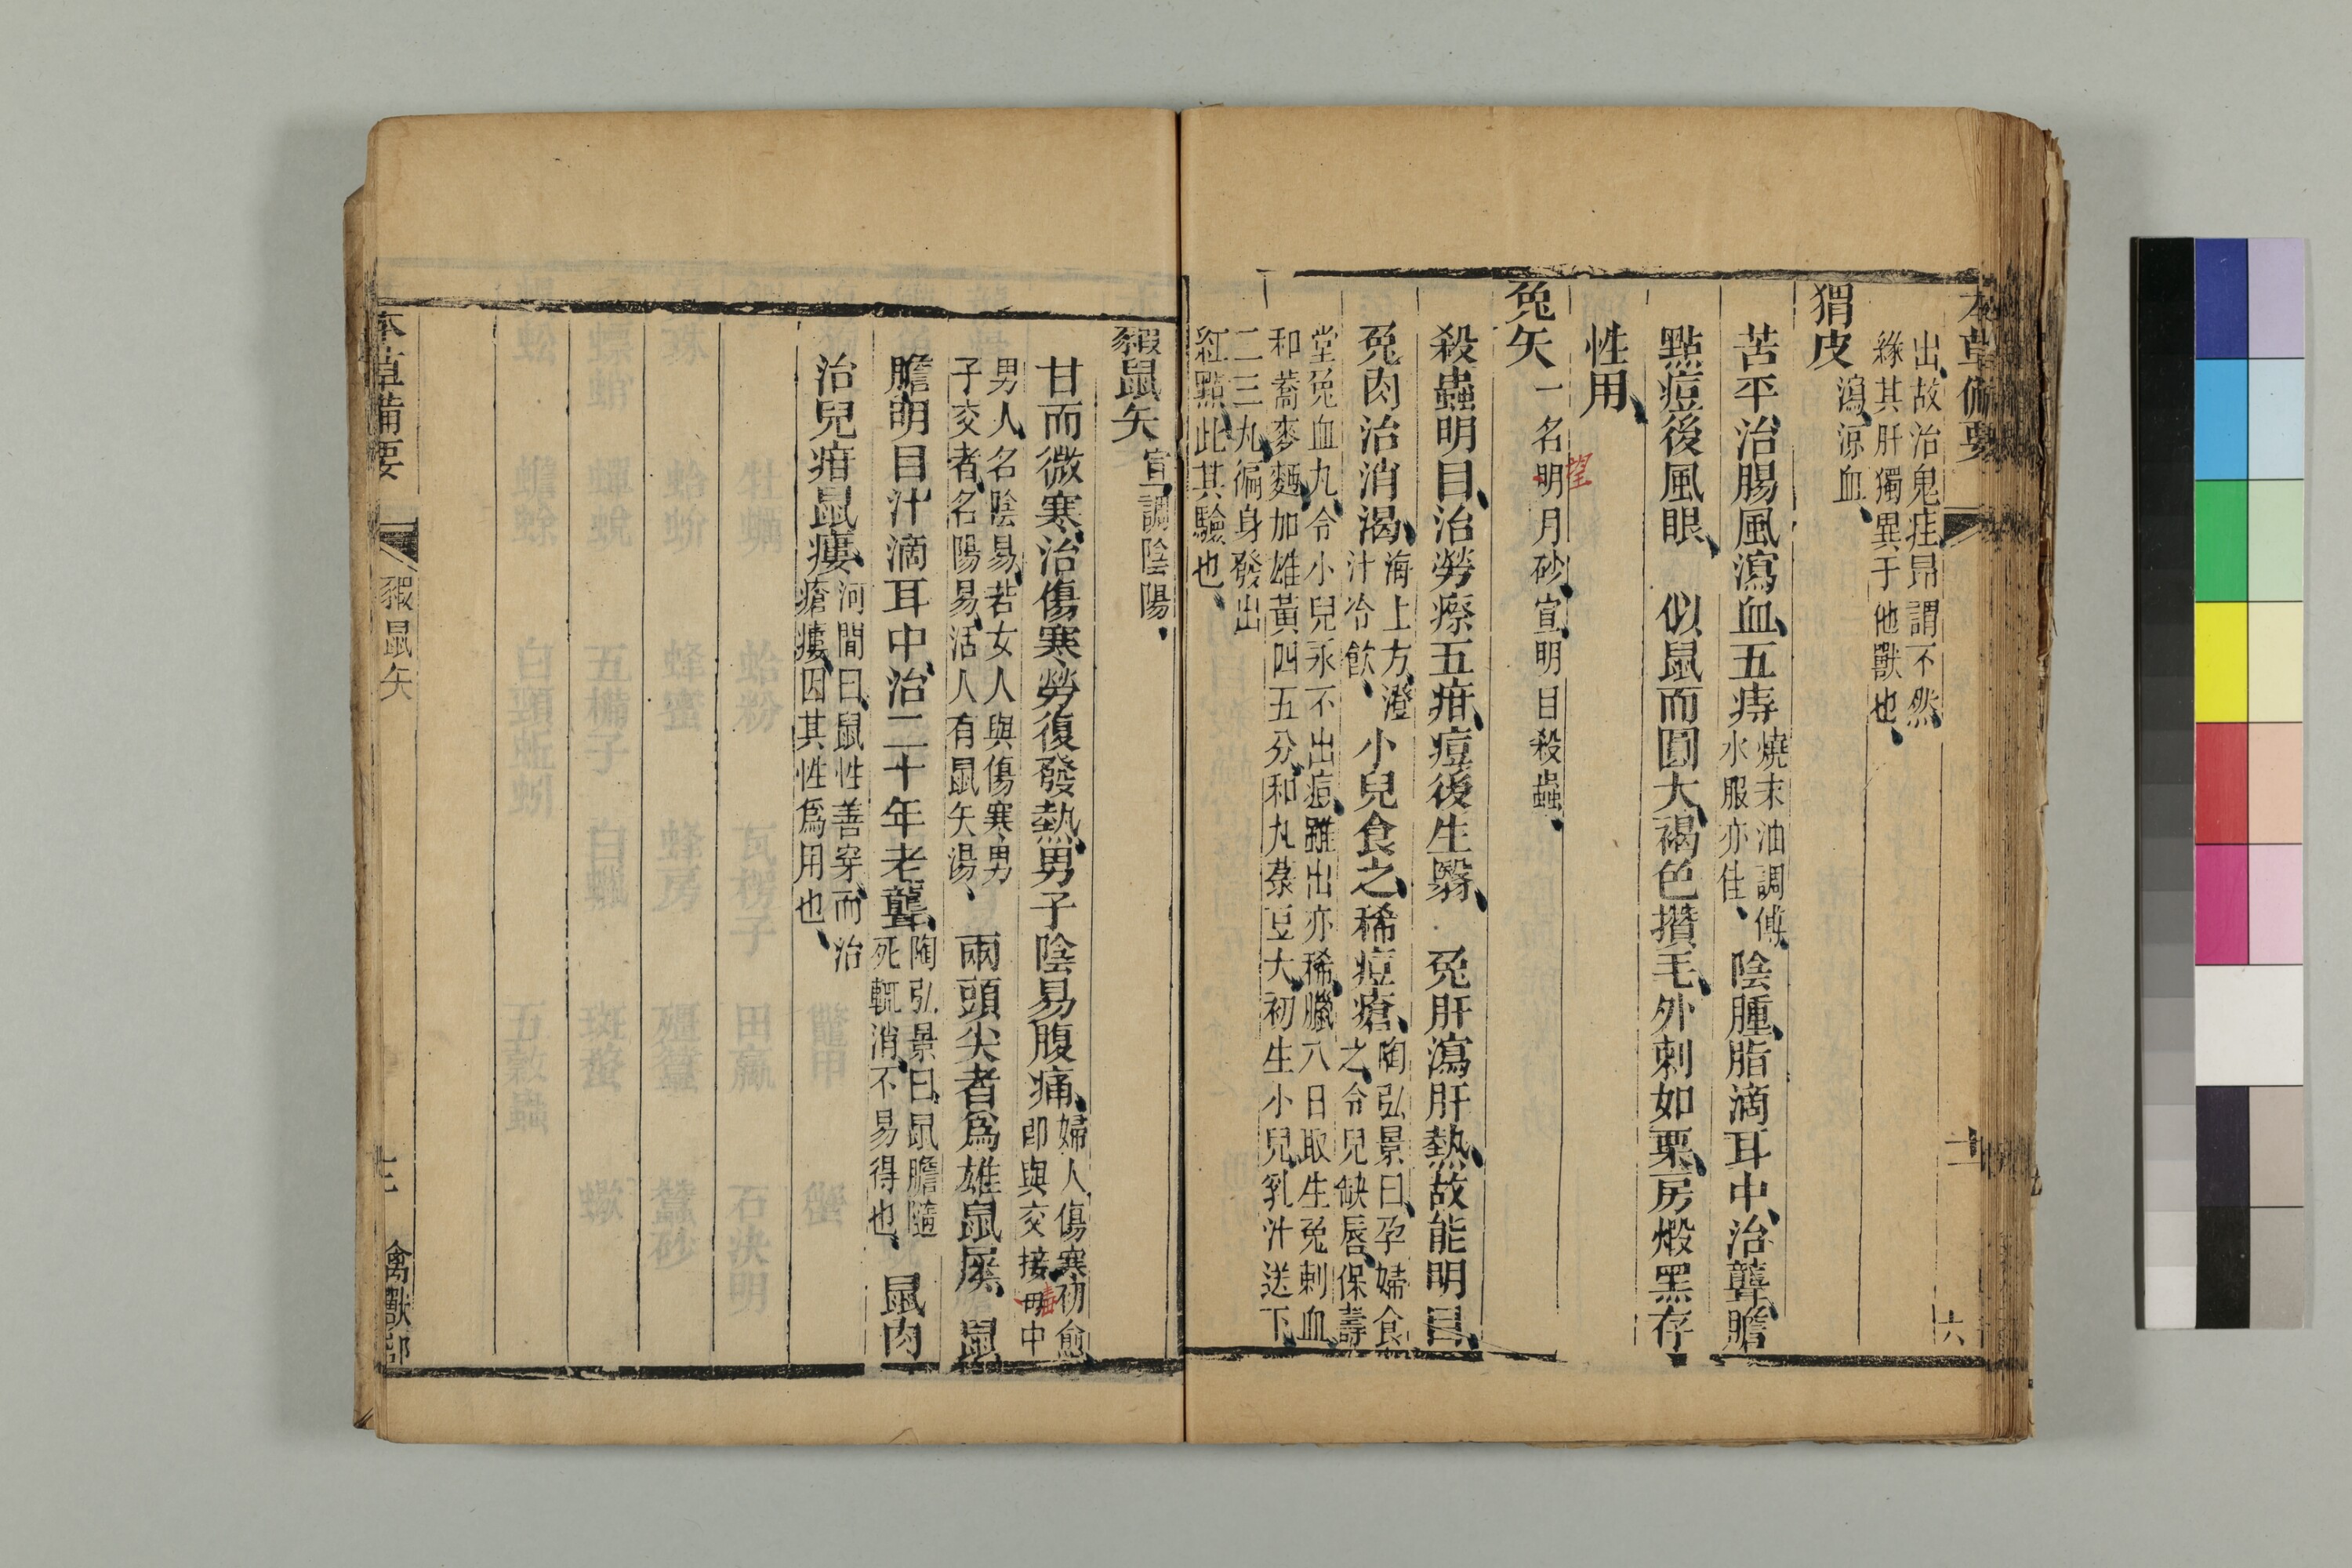 本草備要
出故治鬼疰昂謂不然
緣其肝獨異于他獸也
猬皮 瀉涼血
苦平治腸風瀉血五痔 燒末油調傅
水服亦佳 陰腫脂滴耳中治聾膽
點痘後風眼 似鼠而圓大褐色攢毛外刺如栗房煅黑存
性用
兔矢 一名明月砂宣明目殺蟲
望
殺蟲明目治勞瘵五疳痘後生翳 兔肝瀉肝熱故能明目
兔肉治消渴 海上方澄
汁冷飲 小兒食之稀痘瘡 陶弘景曰孕婦食
之令兒缺唇保壽
堂兔血丸令小兒永不出痘雖出亦稀臘八日取生兔刺血
和蕎麥麵加雄黃四五分和丸菉豆大初生小兒乳汁送下
二三丸徧身發出
紅點此其驗也
豭鼠矢 宣調陰陽
甘而微寒治傷寒勞復發熱男子陰易腹痛 婦人傷寒初愈
即與交接毋中
毒
男人名陰易若女人與傷寒男
子交者名陽易活人有鼠矢湯 兩頭尖者爲雄鼠屎 鼠
膽明目汁滴耳中治二十年老聾 陶弘景曰鼠膽隨
死輒消不易得也 鼠肉
治兒疳鼠瘻 河間曰鼠性善穿而治
瘡瘻因其性爲用也
本草備要 豭鼠矢 禽獸部